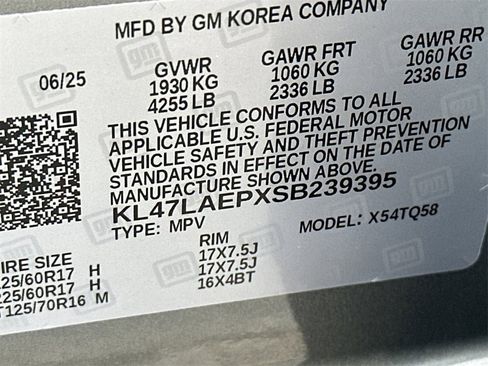 MFD BY GM KOREA COMPANY
06/25 GVWR GAWR FRT GAWR RR
1930 KG 1060 KG 1060 KG
4255 LB 2336 LB 2336 LB
THIS VEHICLE CONFORMS TO ALL
APPLICABLE U.S. FEDERAL MOTOR
VEHICLE SAFETY AND THEFT PREVENTION
STANDARDS IN EFFECT ON THE DATE OF
MANUFACTURE SHOWN ABOVE.
KL47LAEPXSB239395
TYPE: MPV MODEL: X54TQ58
SIZE RIM
25/60R17 H 17X7.5J
225/60R17 H 17X7.5J
T125/70R16 M 16X4BT
gm